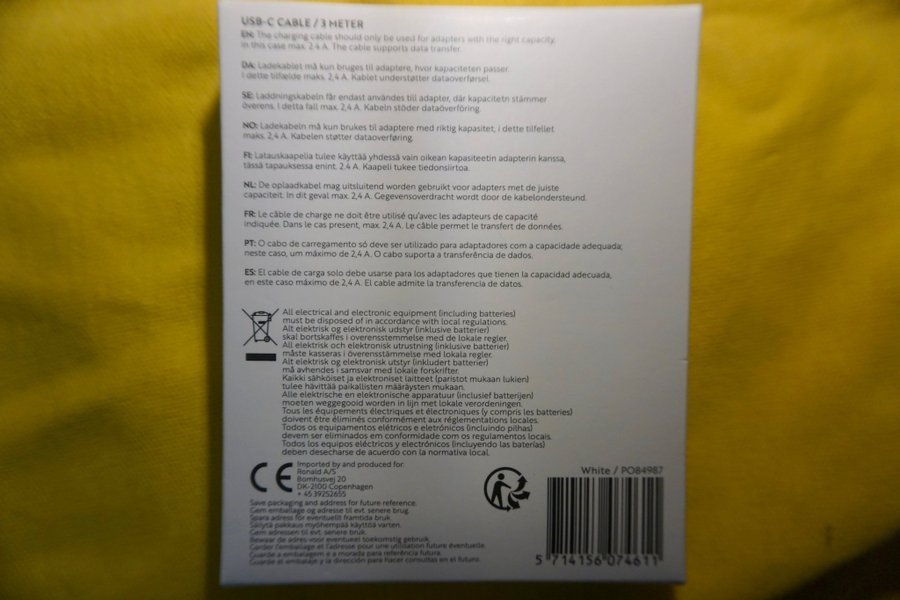 USB-C CABLE / 3 METER
EN: The charging cable should only be used for adapters with the right capacity,
in this case max. 2,4 A. The cable supports data transfer.
DA: Ladekablet må kun bruges til adaptere, hvor kapaciteten passer.
I dette tilfælde maks. 2,4 A. Kablet understøtter dataoverførsel.
SE: Laddningskabeln får endast användes till adapter, där kapacitetn stämmer
överens. I detta fall max. 2,4 A. Kabeln stöder dataöverföring.
NO: Ladekabeln må kun brukes til adaptere med riktig kapasitet, i dette tilfellet
maks. 2,4 A. Kabelen støtter dataoverføring.
FI: Latauskaapelia tulee käyttää yhdessä vain oikean kapasiteetin adapterin kanssa,
tässä tapauksessa enint. 2,4 A. Kaapeli tukee tiedonsiirtoa.
NL: De oplaadkabel mag uitsluitend worden gebruikt voor adapters met de juiste
capaciteit. In dit geval max. 2,4 A. Gegevensoverdracht wordt door de kabelondersteund.
FR: Le câble de charge ne doit être utilisé qu'avec les adapteurs de capacité
indiquée. Dans le cas présent, max. 2,4 A. Le câble permet le transfert de données.
PT: O cabo de carregamento só deve ser utilizado para adaptadores com a capacidade adequada;
neste caso, um máximo de 2,4 A. O cabo suporta a transferência de dados.
ES: El cable de carga solo debe usarse para los adaptadores que tienen la capacidad adecuada,
en este caso máximo de 2,4 A. El cable admite la transferencia de datos.
All electrical and electronic equipment (including batteries)
must be disposed of in accordance with local regulations.
Alt elektrisk og elektronisk udstyr (inklusive batterier)
skal bortskaffes i overensstemmelse med de lokale regler.
All elektrisk och elektronisk utrustning (inklusive batterier)
måste kasseras i överensstämmelse med lokala regler.
Alt elektrisk og elektronisk utstyr (inkludert batterier)
må avhendes i samsvar med lokale forskrifter.
Kaikki sähköiset ja elektroniset laitteet (paristot mukaan lukien)
tulee hävittää paikallisten määräysten mukaan.
Alle elektrische en elektronische apparatuur (inclusief batterijen)
moeten weggegooid worden in lijn met lokale verordeningen.
Tous les équipements électriques et électroniques (y compris les batteries)
doivent être éliminés conformément aux règlementations locales.
Todos os equipamentos elétricos e eletrónicos (incluindo pilhas)
devem ser eliminados em conformidade com os regulamentos locais.
Todos los equipos eléctricos y electrónicos (incluyendo las baterías)
deben desecharse de acuerdo con la normativa local.
CE
Imported by and produced for:
Ronald A/S
Bomhusvej 20
DK-2100 Copenhagen
+ 45 39252655
Save packaging and address for future reference.
Gem emballage og adresse til evt. senere brug.
Spara adress för eventuellt framtida bruk.
Säilytä pakkaus myöhempää käyttöä varten.
Gem adressen til ev. senere bruk.
Bewaar de adres voor eventueel toekomstig gebruik.
Garder l'emballage et l'adresse pour une utilisation future éventuelle.
Guarde a embalagem e a morada para referência futura.
Guarde el embalaje y la dirección para hacer consultas en el futuro.
White / PO84987
5 714156 074611